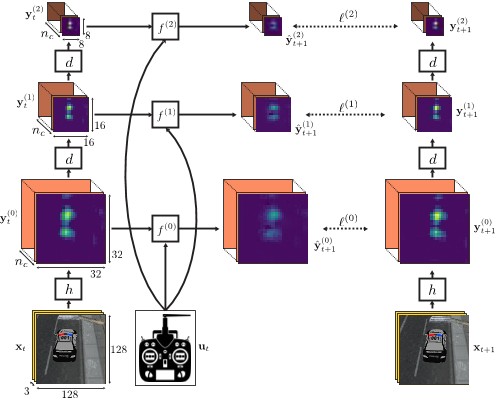 y_t^{(2)}
n_c
8
8
f^{(2)}
ŷ_{t+1}^{(2)}
ℓ^{(2)}
y_{t+1}^{(2)}
d
d
y_t^{(1)}
n_c
16
16
f^{(1)}
ŷ_{t+1}^{(1)}
ℓ^{(1)}
y_{t+1}^{(1)}
d
d
y_t^{(0)}
n_c
32
32
f^{(0)}
ŷ_{t+1}^{(0)}
ℓ^{(0)}
y_{t+1}^{(0)}
h
h
x_t
3
128
128
u_t
x_{t+1}